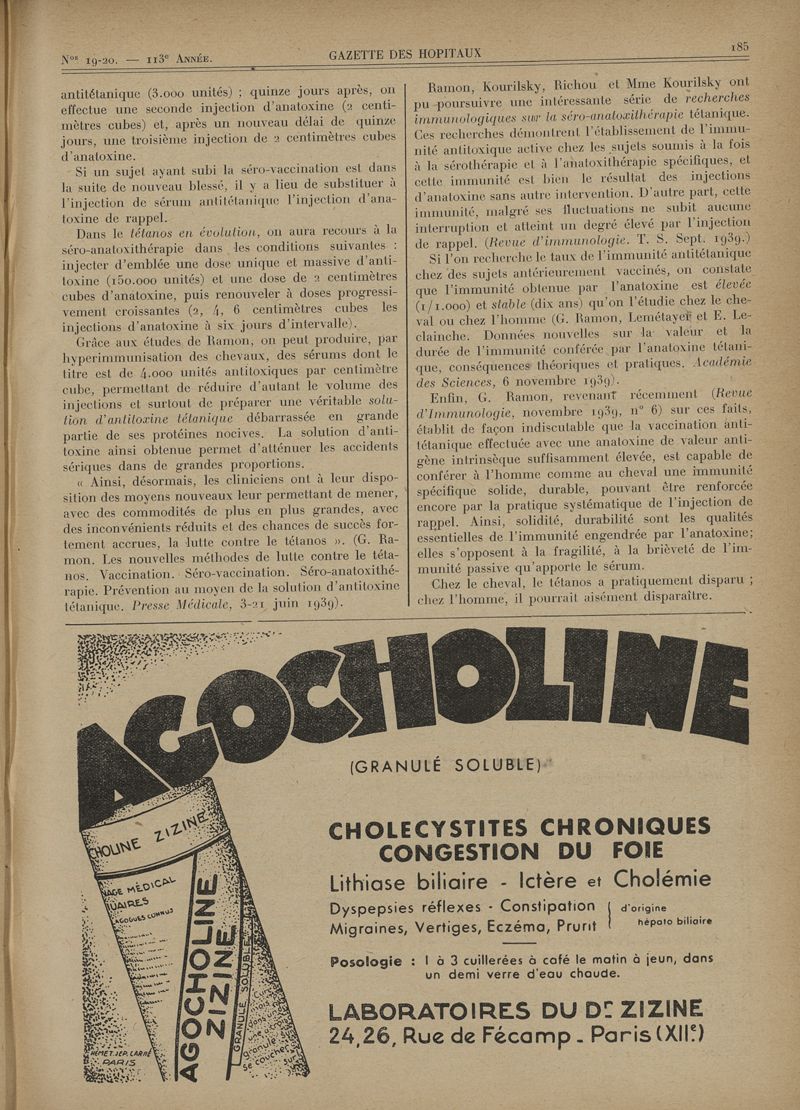 Nos 19-20. — 113e Année.
GAZETTE DES HOPITAUX
185
antitétanique (3.000 unités) ; quinze jours après, on
effectue une seconde injection d'anatoxine (2 centi-
mètres cubes) et, après un nouveau délai de quinze
jours, une troisième injection de 2 centimètres cubes
d'anatoxine.
Si un sujet ayant subi la séro-vaccination est dans
la suite de nouveau blessé, il y a lieu de substituer à
l'injection de sérum antitétanique l'injection d'ana-
toxine de rappel.
Dans le tétanos en évolution, on aura recours à la
séro-anatoxithérapie dans les conditions suivantes :
injecter d'emblée une dose unique et massive d'anti-
toxine (150.000 unités) et une dose de 2 centimètres
cubes d'anatoxine, puis renouveler à doses progressi-
vement croissantes (2, 4, 6 centimètres cubes les
injections d'anatoxine à six jours d'intervalle).
Grâce aux études de Ramon, on peut produire, par
hyperimmunisation des chevaux, des sérums dont le
titre est de 4.000 unités antitoxiques par centimètre
cube, permettant de réduire d'autant le volume des
injections et surtout de préparer une véritable solu-
tion d'antitoxine tétanique débarrassée en grande
partie de ses protéines nocives. La solution d'anti-
toxine ainsi obtenue permet d'atténuer les accidents
sériques dans de grandes proportions.
« Ainsi, désormais, les cliniciens ont à leur dispo-
sition des moyens nouveaux leur permettant de mener,
avec des commodités de plus en plus grandes, avec
des inconvénients réduits et des chances de succès for-
tement accrues, la lutte contre le tétanos ». (G. Ra-
mon. Les nouvelles méthodes de lutte contre le téta-
nos. Vaccination. Séro-vaccination. Séro-anatoxithé-
rapie. Prévention au moyen de la solution d'antitoxine
tétanique. Presse Médicale, 3-21 juin 1939).
Ramon, Kourilsky, Richou et Mme Kourilsky ont
pu poursuivre une intéressante série de recherches
immunologiques sur la séro-anatoxithérapie tétanique.
Ces recherches démontrent l'établissement de l'immu-
nité antitoxique active chez les sujets soumis à la fois
à la sérothérapie et à l'anatoxithérapie spécifiques, et
cette immunité est bien le résultat des injections
d'anatoxine sans autre intervention. D'autre part, cette
immunité, malgré ses fluctuations ne subit aucune
interruption et atteint un degré élevé par l'injection
de rappel. (Revue d'immunologie. T. S. Sept. 1939.)
Si l'on recherche le taux de l'immunité antitétanique
chez des sujets antérieurement vaccinés, on constate
que l'immunité obtenue par l'anatoxine est élevée
(1/1.000) et stable (dix ans) qu'on l'étudie chez le che-
val ou chez l'homme (G. Ramon, Lemétayer et E. Le-
clainche. Données nouvelles sur la valeur et la
durée de l'immunité conférée par l'anatoxine tétani-
que, conséquences théoriques et pratiques. Académie
des Sciences, 6 novembre 1939).
Enfin, G. Ramon, revenant récemment (Revue
d'Immunologie, novembre 1939, n° 6) sur ces faits,
établit de façon indiscutable que la vaccination anti-
tétanique effectuée avec une anatoxine de valeur anti-
gène intrinsèque suffisamment élevée, est capable de
conférer à l'homme comme au cheval une immunité
spécifique solide, durable, pouvant être renforcée
encore par la pratique systématique de l'injection de
rappel. Ainsi, solidité, durabilité sont les qualités
essentielles de l'immunité engendrée par l'anatoxine;
elles s'opposent à la fragilité, à la brièveté de l'im-
munité passive qu'apporte le sérum.
Chez le cheval, le tétanos a pratiquement disparu ;
chez l'homme, il pourrait aisément disparaître.
AGOCHOLINE
(GRANULÉ SOLUBLE)
CHOLECYSTITES CHRONIQUES
CONGESTION DU FOIE
Lithiase biliaire - Ictère et Cholémie
Dyspepsies réflexes - Constipation
Migraines, Vertiges, Eczéma, Prurit
d'origine
hépato biliaire
Posologie : 1 à 3 cuillerées à café le matin à jeun, dans
un demi verre d'eau chaude.
LABORATOIRES DU Dr ZIZINE
24,26, Rue de Fécamp - Paris (XIIe)
CHOLINE ZIZINE
AGE MÉDICAL
UAIRES
AGOCHOLINE
ZIZINE
GRANULÉ SOLUBLE
PARIS